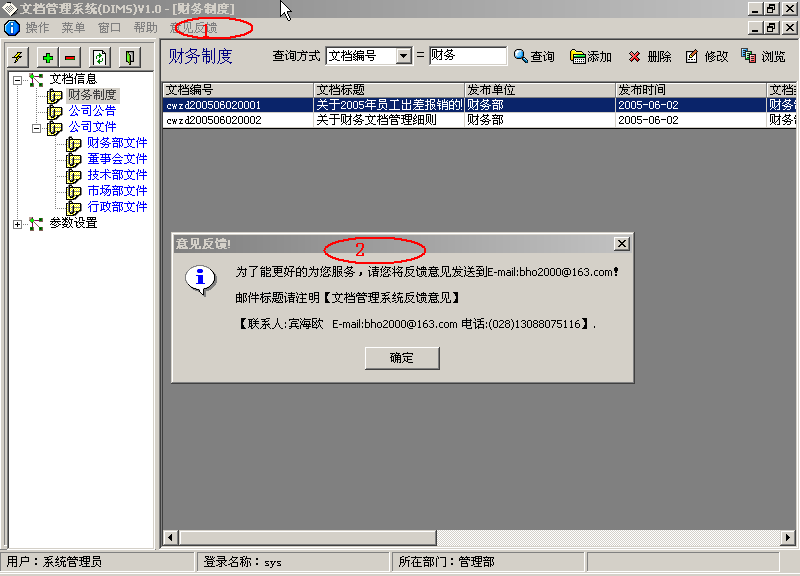 文档管理系统(DIMS)V1.0 - [财务制度]
操作 菜单 窗口 帮助 意见反馈
1
财务制度 查询方式 文档编号 = 财务 查询 添加 删除 修改 浏览
文档信息
财务制度
公司公告
公司文件
财务部文件
董事会文件
技术部文件
市场部文件
行政部文件
参数设置
文档编号 文档标题 发布单位 发布时间
cwzd200506020001 关于2005年员工出差报销的 财务部 2005-06-02 财务
cwzd200506020002 关于财务文档管理细则 财务部 2005-06-02 财务
意见反馈!
2
为了能更好的为您服务，请您将反馈意见发送到E-mail:bho2000@163.com!
邮件标题请注明【文档管理系统反馈意见】
【联系人:宾海欧 E-mail:bho2000@163.com 电话:(028)13088075116】.
确定
用户：系统管理员 登录名称：sys 所在部门：管理部